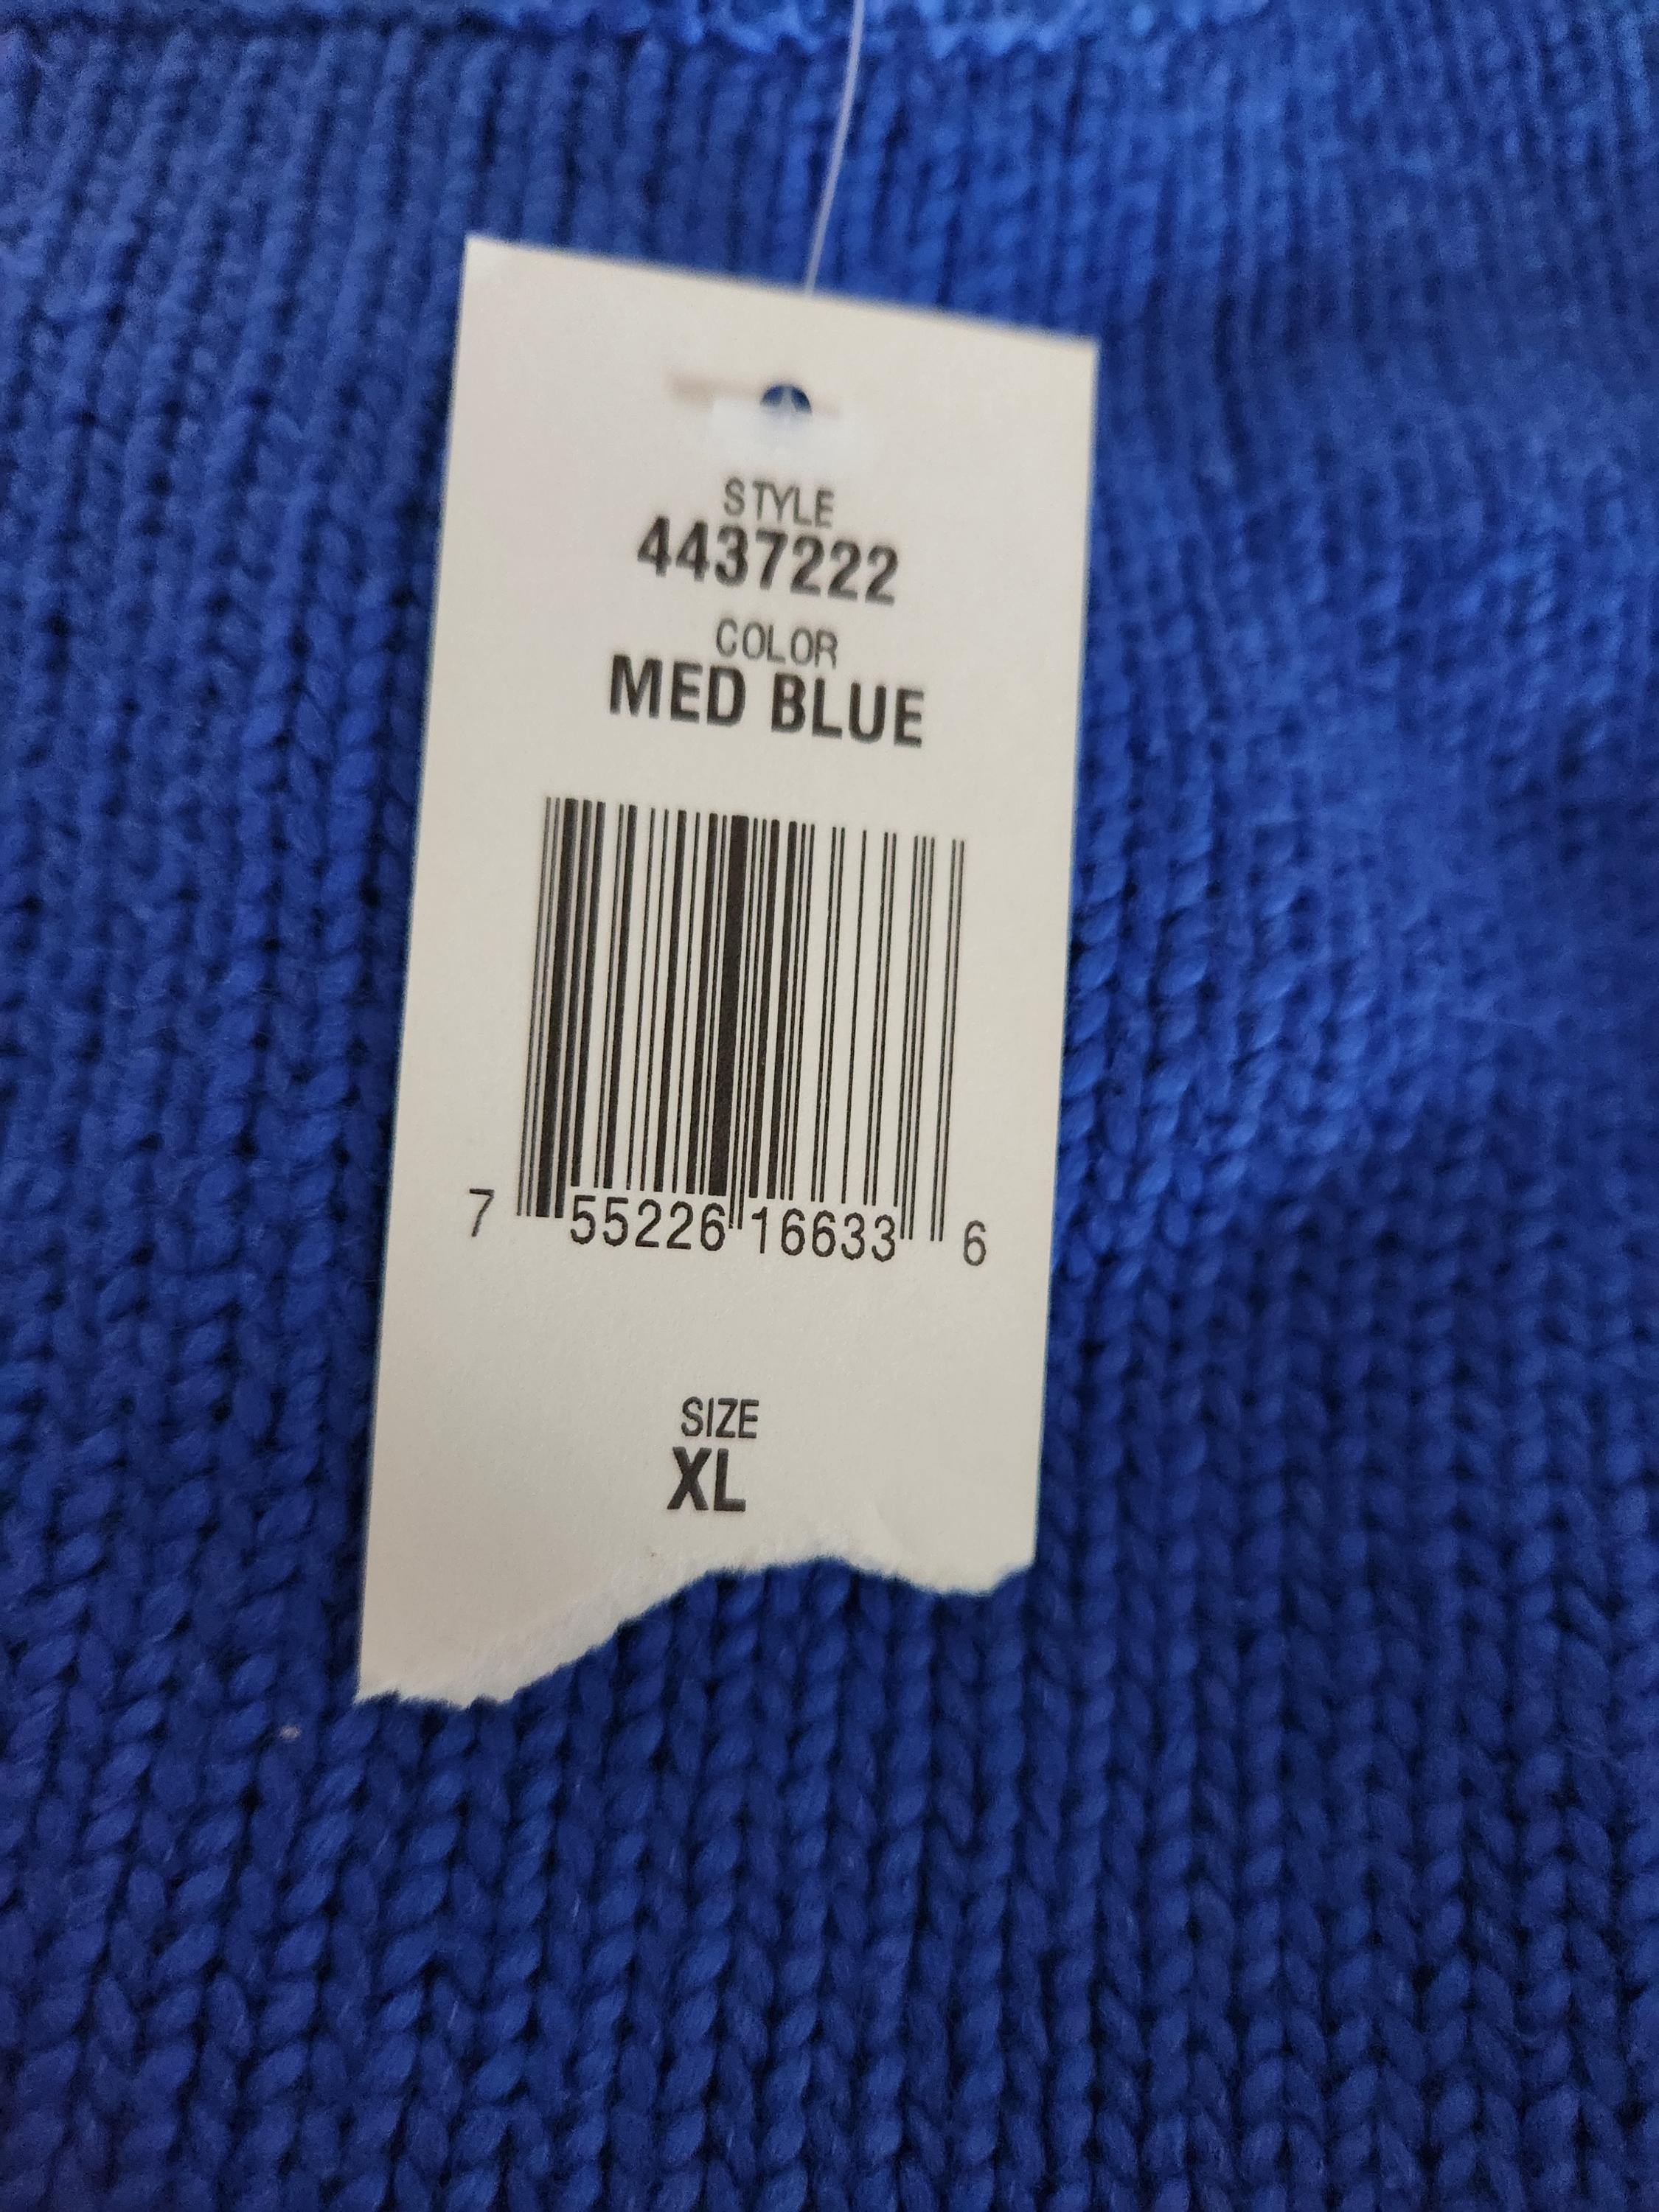 STYLE
4437222
COLOR
MED BLUE
7 55226 16633 6
SIZE
XL